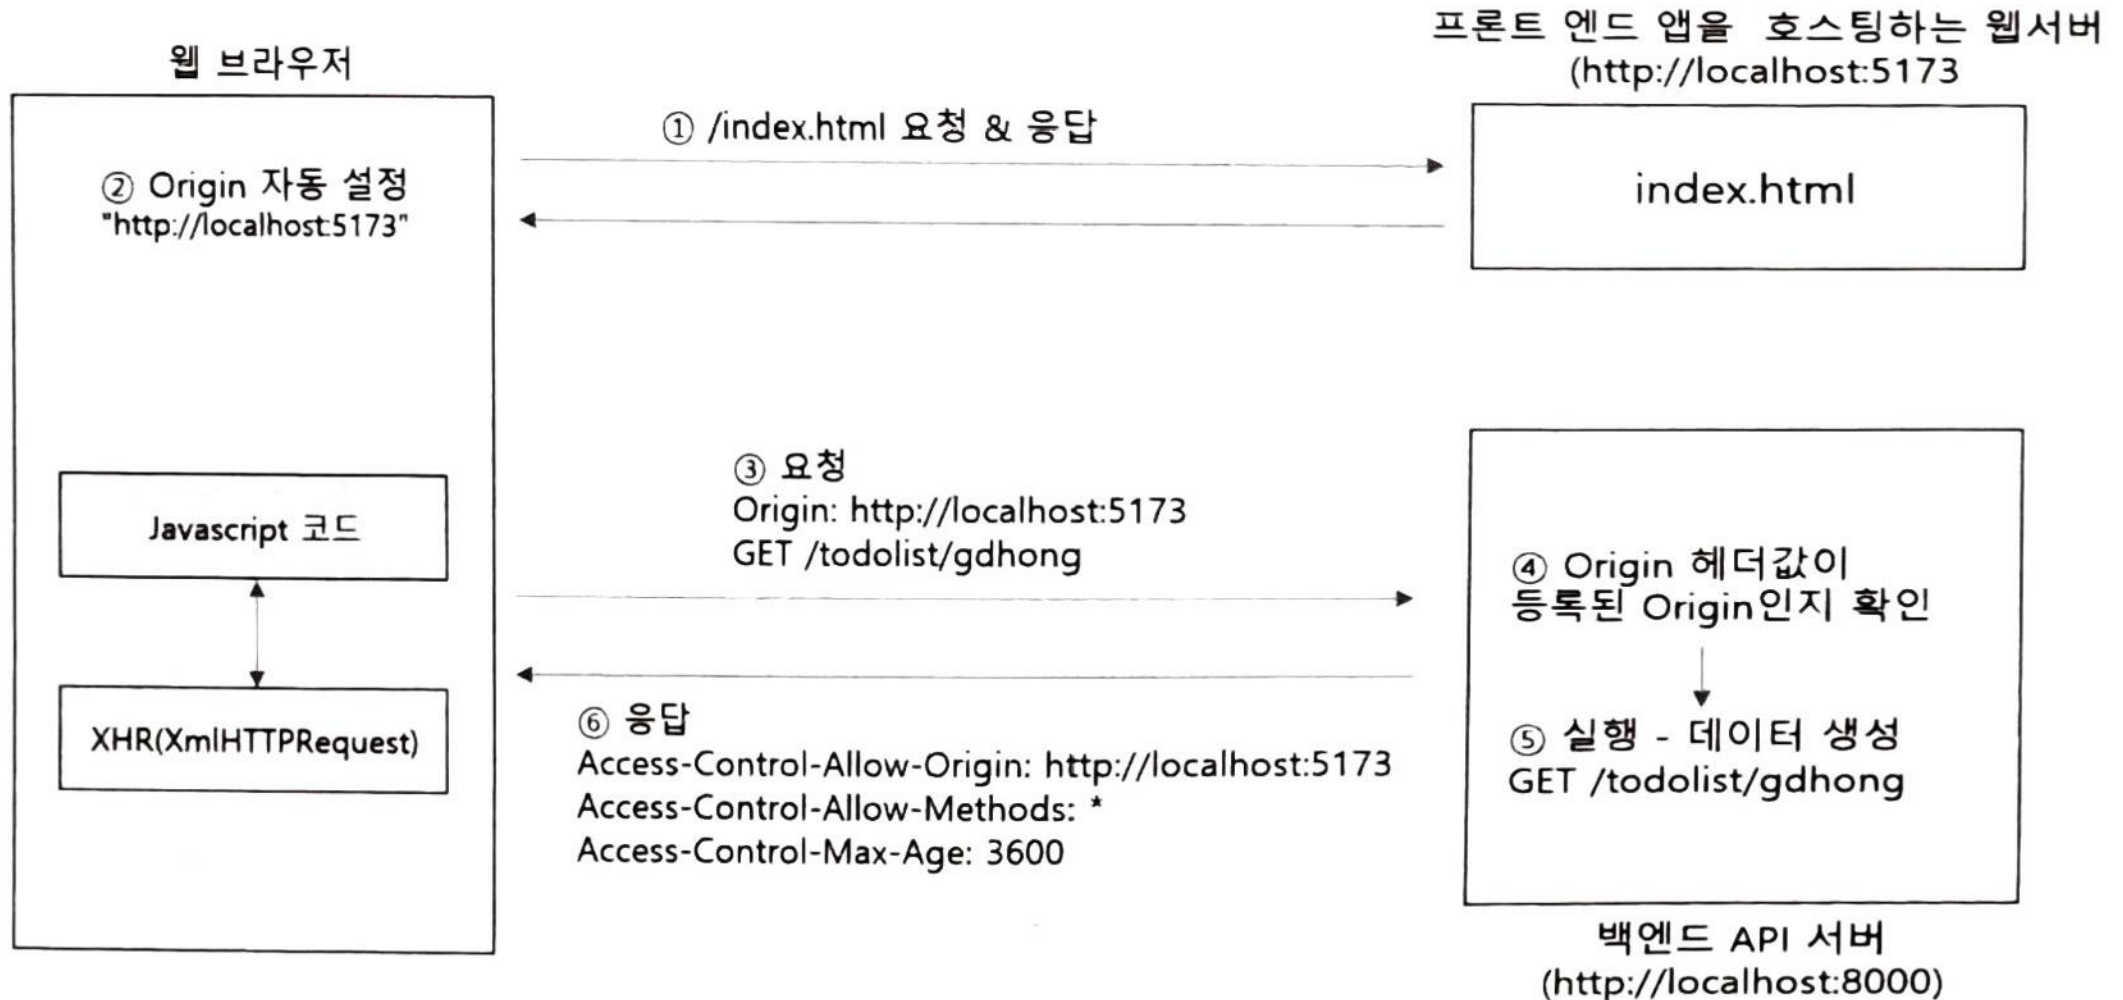 프론트 엔드 앱을 호스팅하는 웹서버
(http://localhost:5173
웹 브라우저
① /index.html 요청 & 응답
② Origin 자동 설정
"http://localhost:5173"
index.html
③ 요청
Origin: http://localhost:5173
GET /todolist/gdhong
Javascript 코드
④ Origin 헤더값이
등록된 Origin인지 확인
XHR(XmlHTTPRequest)
⑤ 실행 - 데이터 생성
GET /todolist/gdhong
⑥ 응답
Access-Control-Allow-Origin: http://localhost:5173
Access-Control-Allow-Methods: *
Access-Control-Max-Age: 3600
백엔드 API 서버
(http://localhost:8000)